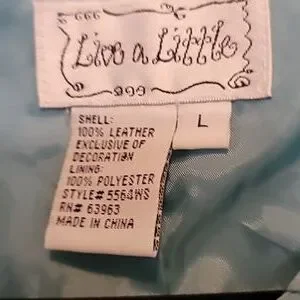 Live a Little
L
SHELL:
100% LEATHER
EXCLUSIVE OF
DECORATION
LINING:
100% POLYESTER
STYLE# 5564WS
RN# 63963
MADE IN CHINA